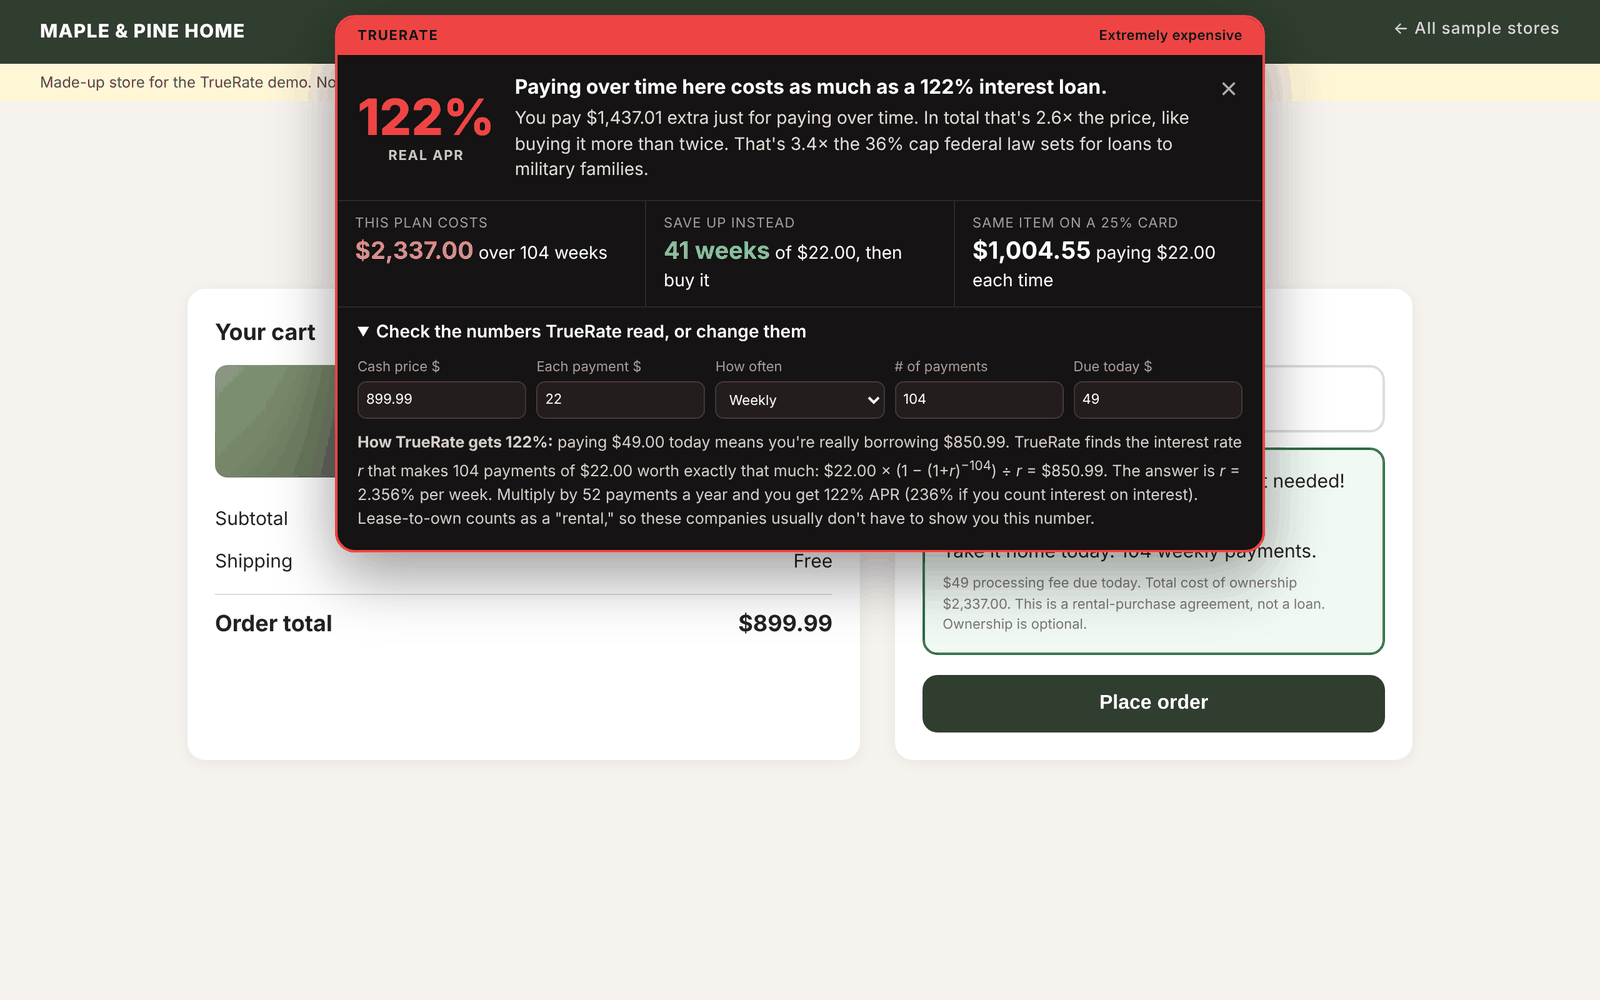 MAPLE & PINE HOME
← All sample stores
Made-up store for the TrueRate demo. No
TRUERATE
Extremely expensive
122%
REAL APR
Paying over time here costs as much as a 122% interest loan.
You pay $1,437.01 extra just for paying over time. In total that's 2.6× the price, like
buying it more than twice. That's 3.4× the 36% cap federal law sets for loans to
military families.
THIS PLAN COSTS
$2,337.00 over 104 weeks
SAVE UP INSTEAD
41 weeks of $22.00, then
buy it
SAME ITEM ON A 25% CARD
$1,004.55 paying $22.00
each time
▼ Check the numbers TrueRate read, or change them
Cash price $
Each payment $
How often
# of payments
Due today $
899.99
22
Weekly
104
49
How TrueRate gets 122%: paying $49.00 today means you're really borrowing $850.99. TrueRate finds the interest rate
r that makes 104 payments of $22.00 worth exactly that much: $22.00 × (1 − (1+r)⁻¹⁰⁴) ÷ r = $850.99. The answer is r =
2.356% per week. Multiply by 52 payments a year and you get 122% APR (236% if you count interest on interest).
Lease-to-own counts as a "rental," so these companies usually don't have to show you this number.
Your cart
Subtotal
Shipping
Free
Order total
$899.99
needed!
Take it home today. 104 weekly payments.
$49 processing fee due today. Total cost of ownership
$2,337.00. This is a rental-purchase agreement, not a loan.
Ownership is optional.
Place order